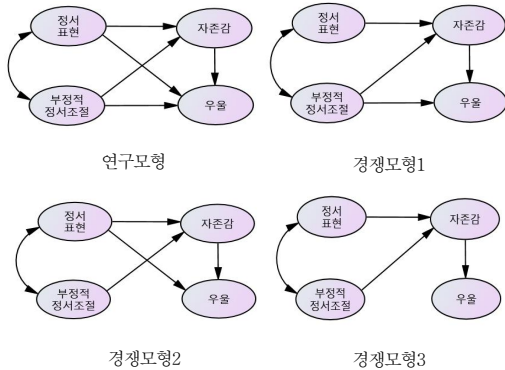 정서
표현
자존감
부정적
정서조절
우울
연구모형
정서
표현
자존감
부정적
정서조절
우울
경쟁모형1
정서
표현
자존감
부정적
정서조절
우울
경쟁모형2
정서
표현
자존감
부정적
정서조절
우울
경쟁모형3